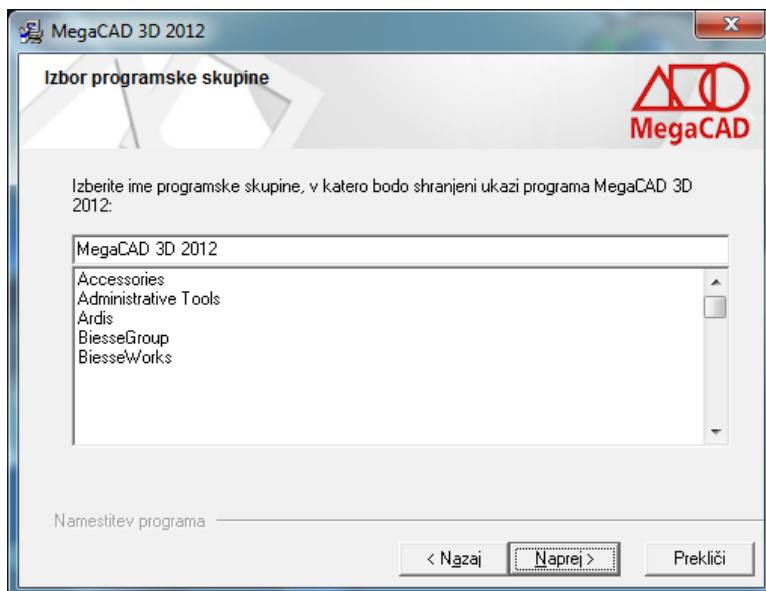 MegaCAD 3D 2012
Izbor programske skupine
MegaCAD
Izberite ime programske skupine, v katero bodo shranjeni ukazi programa MegaCAD 3D
2012:
MegaCAD 3D 2012
Accessories
Administrative Tools
Ardis
BiesseGroup
BiesseWorks
Namestitev programa
< Nazaj Naprej > Prekliči